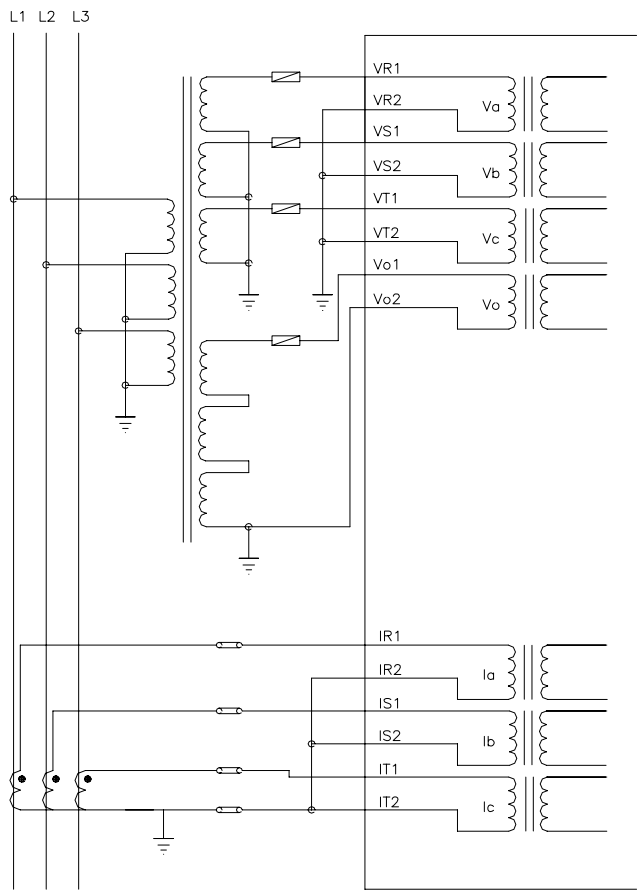 L1 L2 L3
VR1
VR2
Va
VS1
VS2
Vb
VT1
VT2
Vc
Vo1
Vo2
Vo
IR1
IR2
Ia
IS1
IS2
Ib
IT1
IT2
Ic